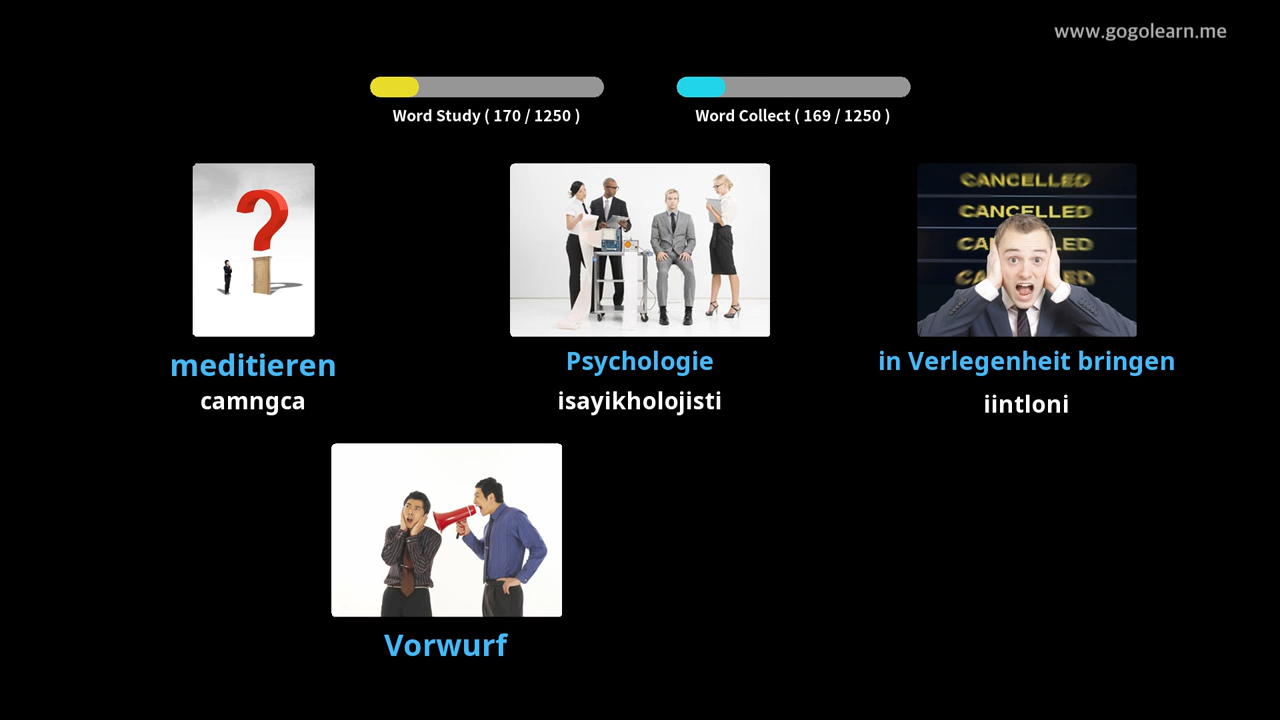 www.gogolearn.me
Word Study ( 170 / 1250 )
Word Collect ( 169 / 1250 )
CANCELLED
CANCELLED
meditieren
camngca
Psychologie
isayikholojisti
in Verlegenheit bringen
iintloni
Vorwurf